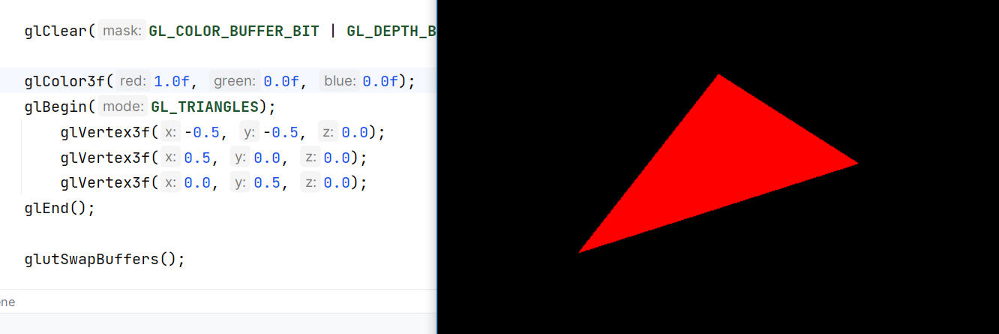 glClear( mask: GL_COLOR_BUFFER_BIT | GL_DEPTH_B
glColor3f( red: 1.0f, green: 0.0f, blue: 0.0f);
glBegin( mode: GL_TRIANGLES);
glVertex3f( x: -0.5, y: -0.5, z: 0.0);
glVertex3f( x: 0.5, y: 0.0, z: 0.0);
glVertex3f( x: 0.0, y: 0.5, z: 0.0);
glEnd();
glutSwapBuffers();
ene